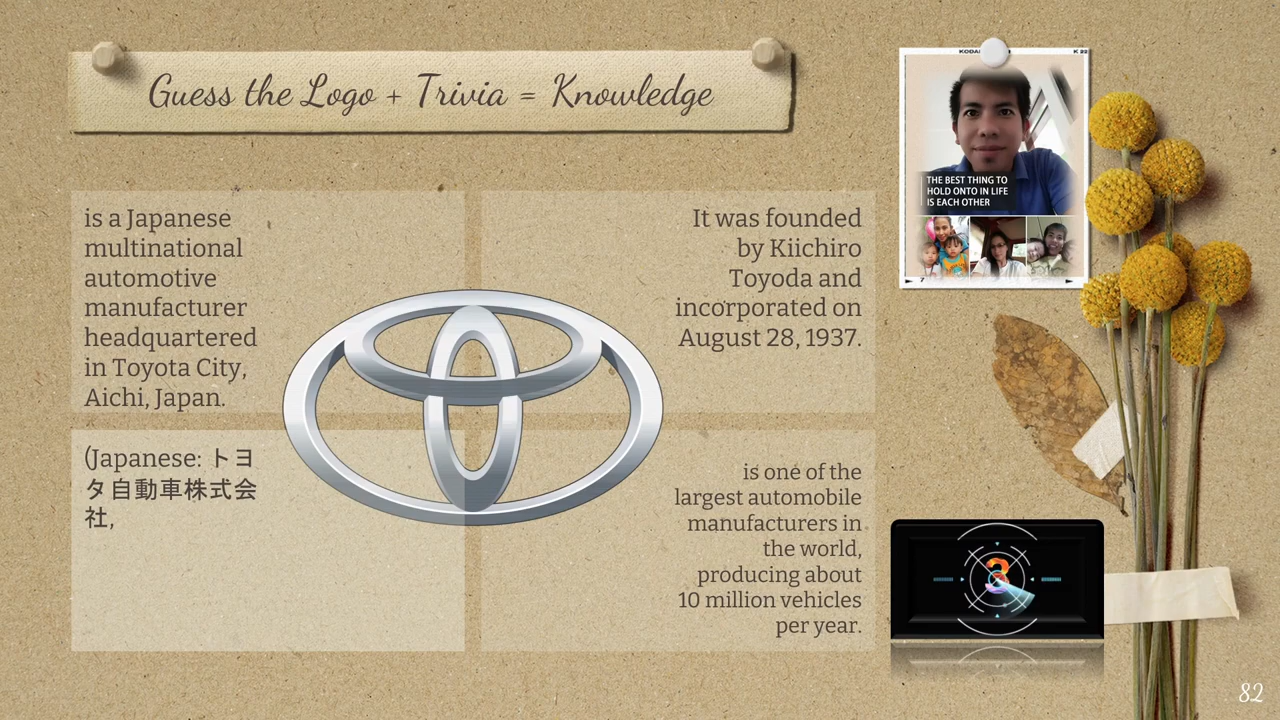 Guess the Logo + Trivia = Knowledge
is a Japanese
multinational
automotive
manufacturer
headquartered
in Toyota City,
Aichi, Japan.
It was founded
by Kiichiro
Toyoda and
incorporated on
August 28, 1937.
(Japanese: トヨ
タ自動車株式会
社,
is one of the
largest automobile
manufacturers in
the world,
producing about
10 million vehicles
per year.
K 22
THE BEST THING TO
HOLD ONTO IN LIFE
IS EACH OTHER
7
3
82